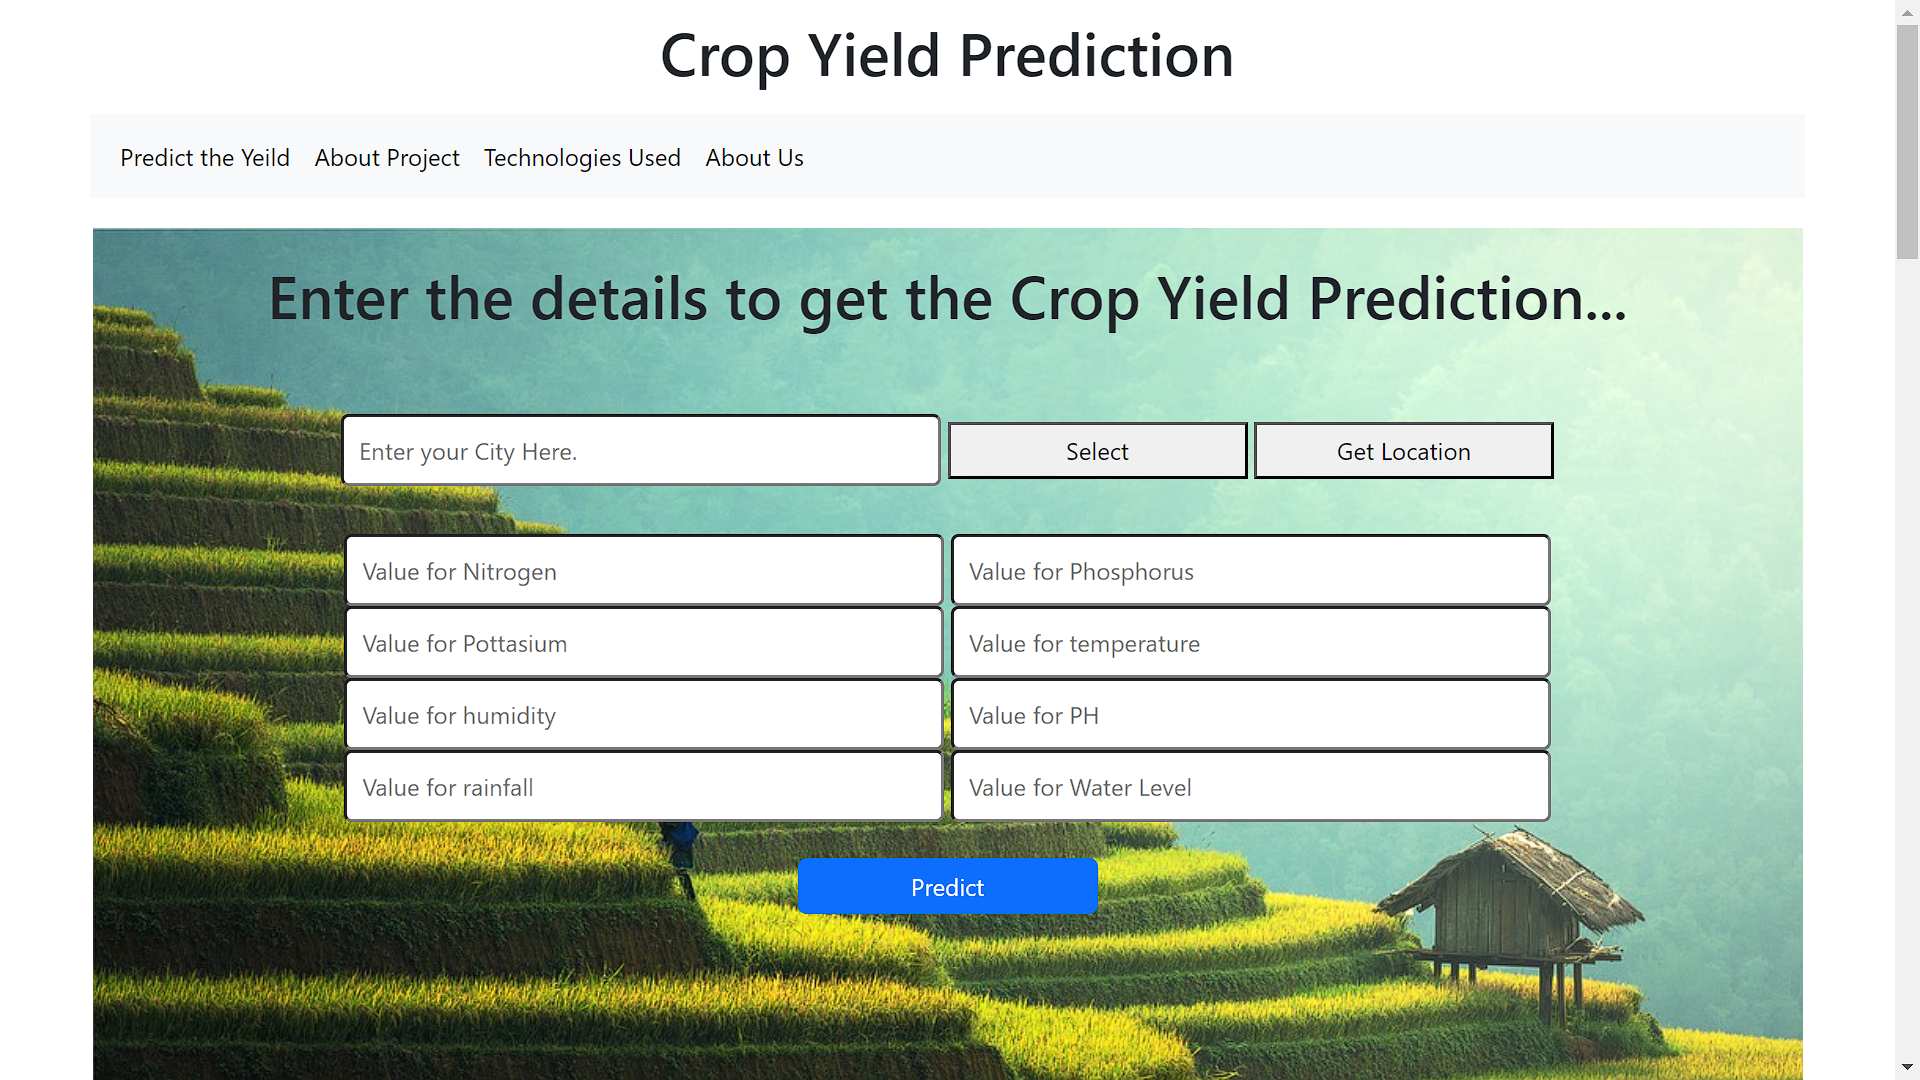 Crop Yield Prediction
Predict the Yeild About Project Technologies Used About Us
Enter the details to get the Crop Yield Prediction...
Enter your City Here. Select Get Location
Value for Nitrogen Value for Phosphorus
Value for Pottasium Value for temperature
Value for humidity Value for PH
Value for rainfall Value for Water Level
Predict